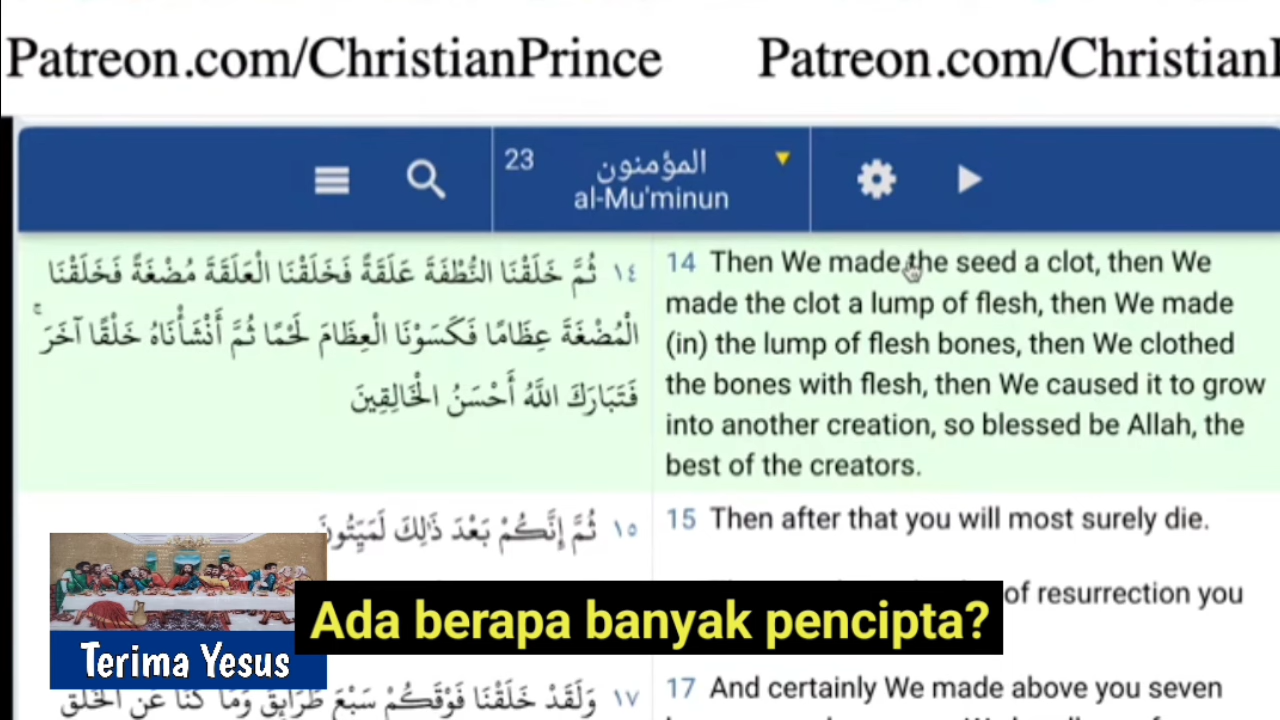 Patreon.com/ChristianPrince Patreon.com/Christian
23 المؤمنون
al-Mu'minun
١٤ ثُمَّ خَلَقْنَا النُّطْفَةَ عَلَقَةً فَخَلَقْنَا الْعَلَقَةَ مُضْغَةً فَخَلَقْنَا
الْمُضْغَةَ عِظَامًا فَكَسَوْنَا الْعِظَامَ لَحْمًا ثُمَّ أَنْشَأْنَاهُ خَلْقًا آخَرَ ۚ
فَتَبَارَكَ اللَّهُ أَحْسَنُ الْخَالِقِينَ
14 Then We made the seed a clot, then We
made the clot a lump of flesh, then We made
(in) the lump of flesh bones, then We clothed
the bones with flesh, then We caused it to grow
into another creation, so blessed be Allah, the
best of the creators.
١٥ ثُمَّ إِنَّكُمْ بَعْدَ ذَٰلِكَ لَمَيِّتُونَ
15 Then after that you will most surely die.
of resurrection you
Ada berapa banyak pencipta?
Terima Yesus
١٧ وَلَقَدْ خَلَقْنَا فَوْقَكُمْ سَبْعَ طَرَائِقَ وَمَا كُنَّا عَنِ الْخَلْقِ
17 And certainly We made above you seven